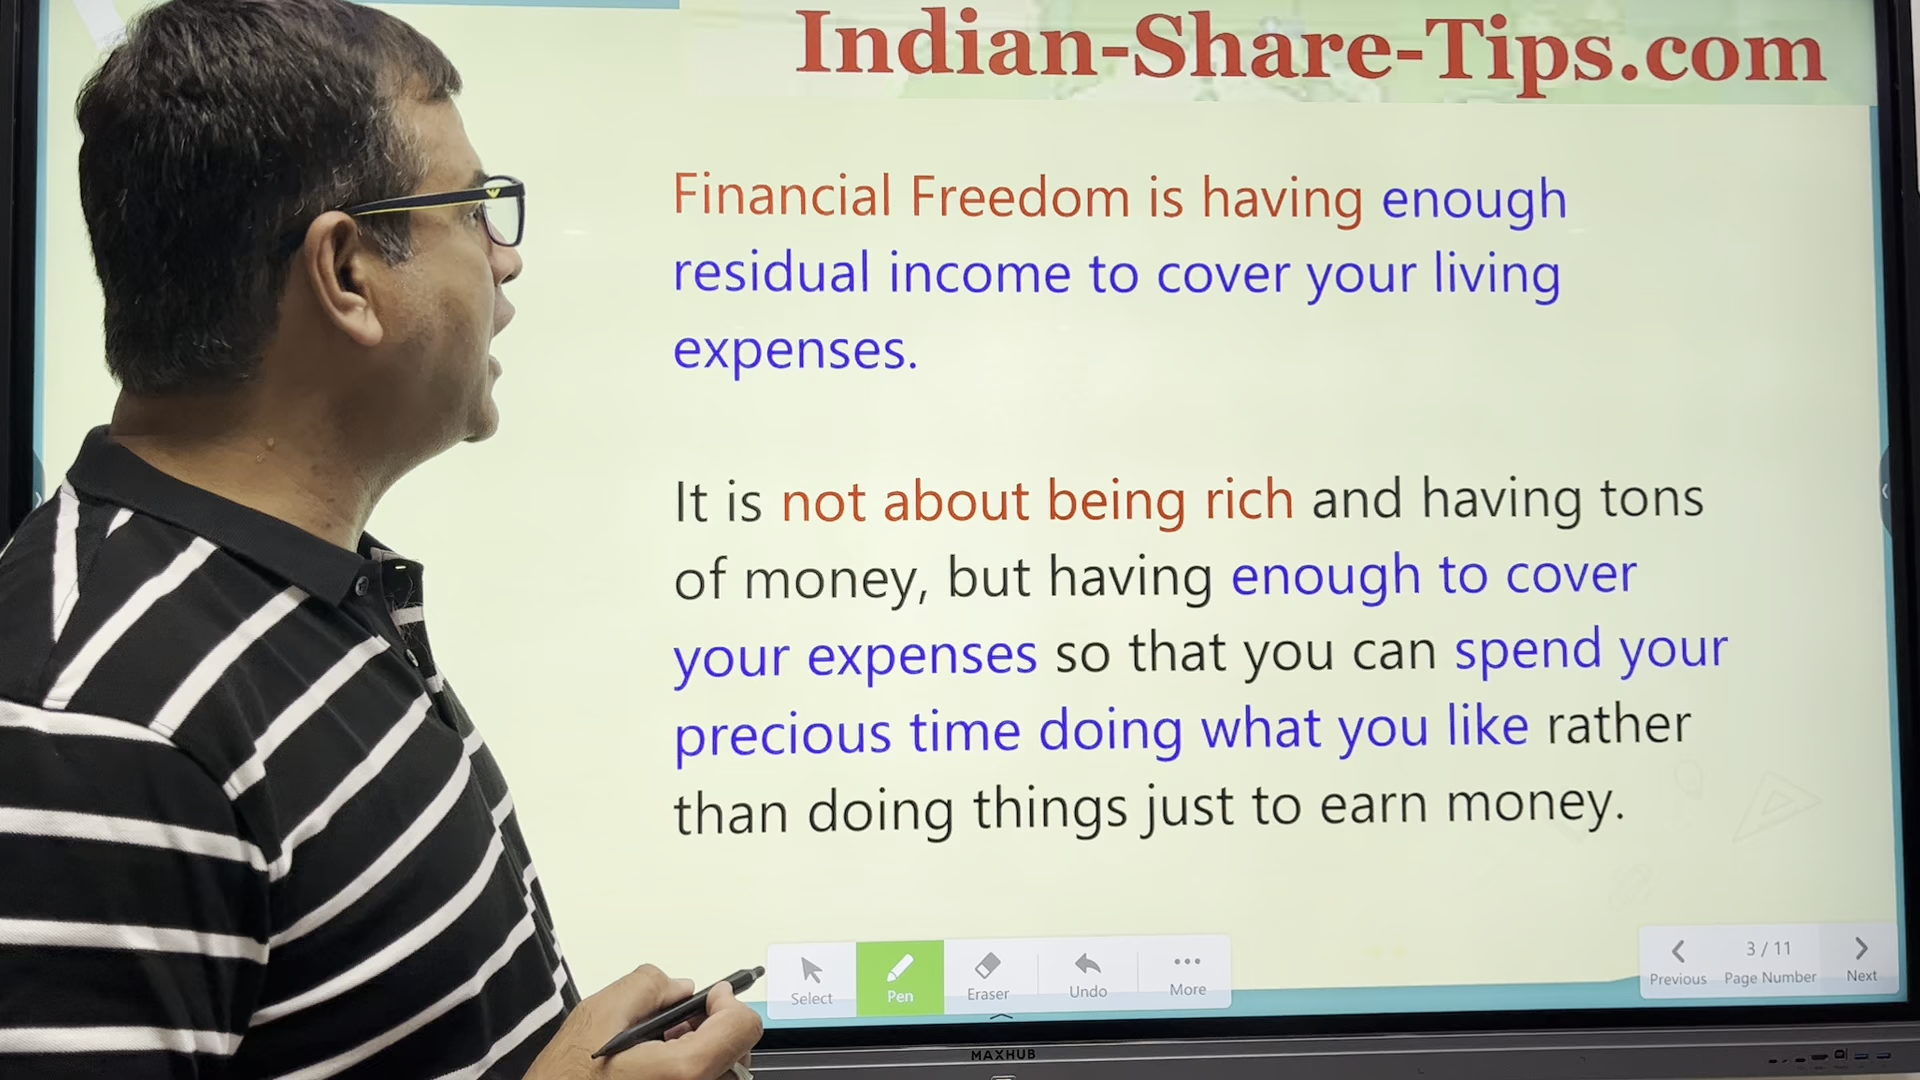 Indian-Share-Tips.com
Financial Freedom is having enough
residual income to cover your living
expenses.
It is not about being rich and having tons
of money, but having enough to cover
your expenses so that you can spend your
precious time doing what you like rather
than doing things just to earn money.
Select Pen Eraser Undo More
3 / 11
Previous Page Number Next
MAXHUB